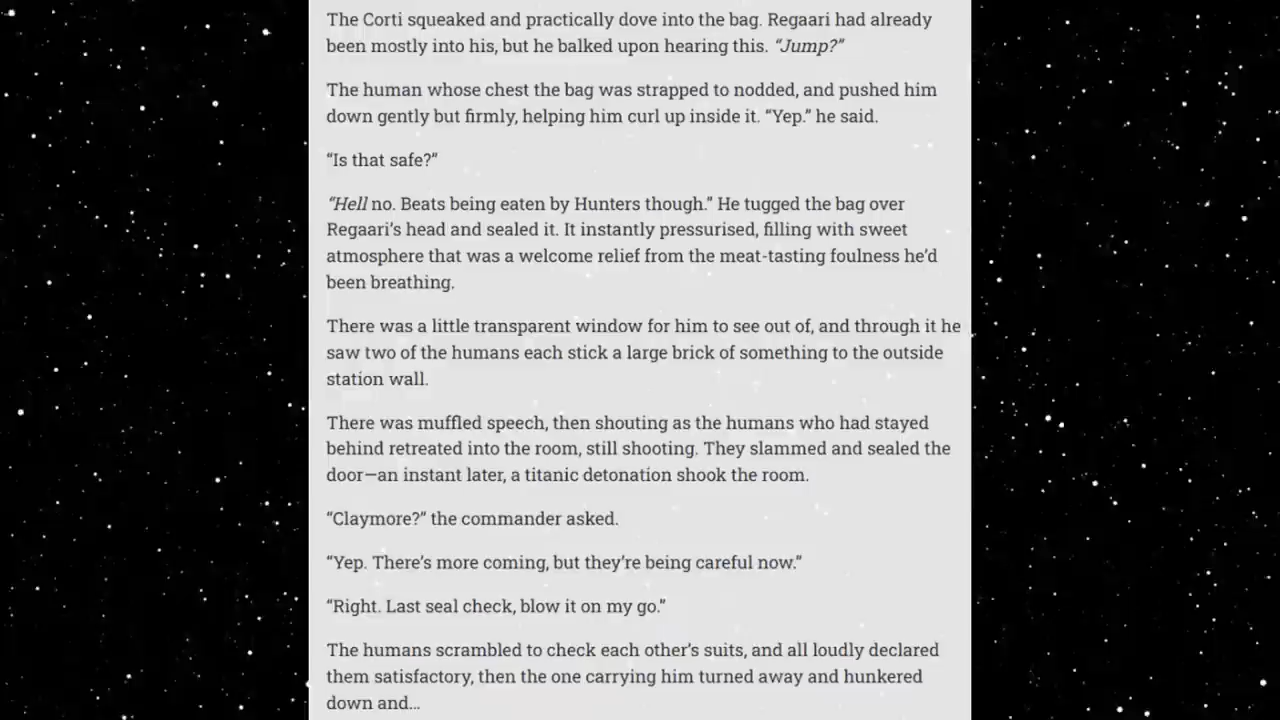 The Corti squeaked and practically dove into the bag. Regaari had already
been mostly into his, but he balked upon hearing this. “Jump?”
The human whose chest the bag was strapped to nodded, and pushed him
down gently but firmly, helping him curl up inside it. “Yep.” he said.
“Is that safe?”
“Hell no. Beats being eaten by Hunters though.” He tugged the bag over
Regaari’s head and sealed it. It instantly pressurised, filling with sweet
atmosphere that was a welcome relief from the meat-tasting foulness he’d
been breathing.
There was a little transparent window for him to see out of, and through it he
saw two of the humans each stick a large brick of something to the outside
station wall.
There was muffled speech, then shouting as the humans who had stayed
behind retreated into the room, still shooting. They slammed and sealed the
door—an instant later, a titanic detonation shook the room.
“Claymore?” the commander asked.
“Yep. There’s more coming, but they’re being careful now.”
“Right. Last seal check, blow it on my go.”
The humans scrambled to check each other’s suits, and all loudly declared
them satisfactory, then the one carrying him turned away and hunkered
down and…